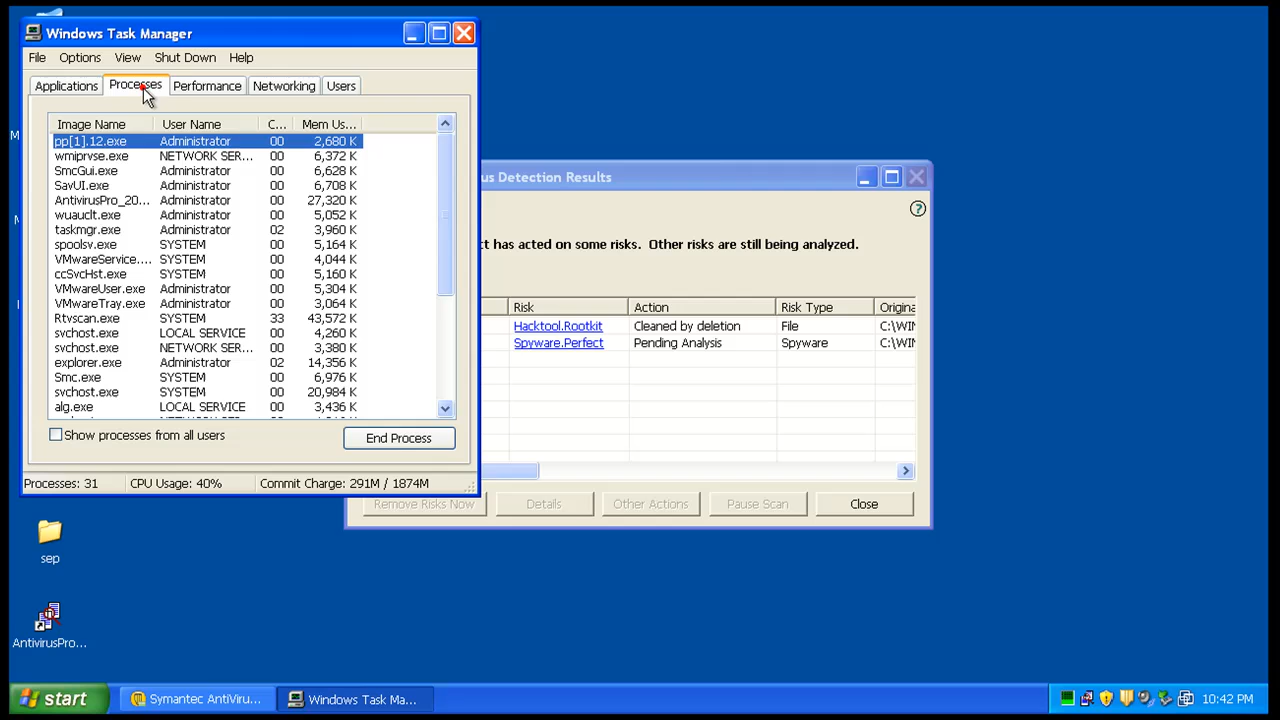 Windows Task Manager
File Options View Shut Down Help
Applications Processes Performance Networking Users
Image Name User Name C... Mem Us...
pp[1].12.exe Administrator 00 2,680 K
wmiprvse.exe NETWORK SER... 00 6,372 K
SmcGui.exe Administrator 00 6,628 K
SavUI.exe Administrator 00 6,708 K
AntivirusPro_20... Administrator 00 27,320 K
wuauclt.exe Administrator 00 5,052 K
taskmgr.exe Administrator 02 3,960 K
spoolsv.exe SYSTEM 00 5,164 K
VMwareService.... SYSTEM 00 4,044 K
ccSvcHst.exe SYSTEM 00 5,160 K
VMwareUser.exe Administrator 00 5,304 K
VMwareTray.exe Administrator 00 3,064 K
Rtvscan.exe SYSTEM 33 43,572 K
svchost.exe LOCAL SERVICE 00 4,260 K
svchost.exe NETWORK SER... 00 3,380 K
explorer.exe Administrator 02 14,356 K
Smc.exe SYSTEM 00 6,976 K
svchost.exe SYSTEM 00 20,984 K
alg.exe LOCAL SERVICE 00 3,436 K
Show processes from all users
End Process
Processes: 31 CPU Usage: 40% Commit Charge: 291M / 1874M
us Detection Results
?
ct has acted on some risks. Other risks are still being analyzed.
Risk Action Risk Type Origina
Hacktool.Rootkit Cleaned by deletion File C:\WIN
Spyware.Perfect Pending Analysis Spyware C:\WIN
Remove Risks Now Details Other Actions Pause Scan Close
sep
AntivirusPro...
start Symantec AntiViru... Windows Task Ma... 10:42 PM